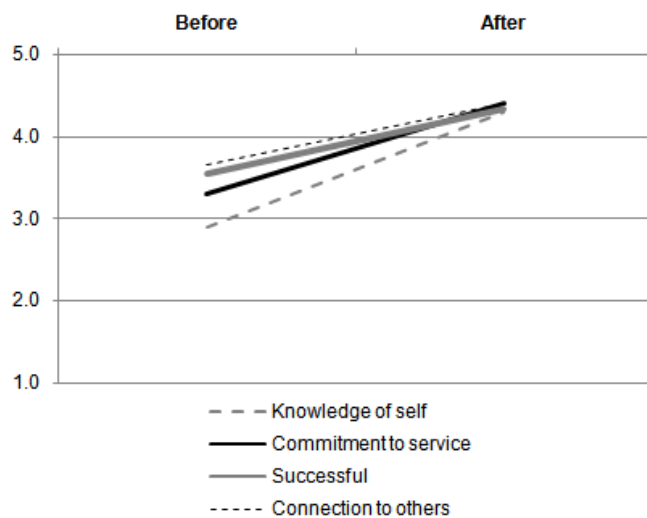 Before After
5.0
4.0
3.0
2.0
1.0
Knowledge of self
Commitment to service
Successful
Connection to others